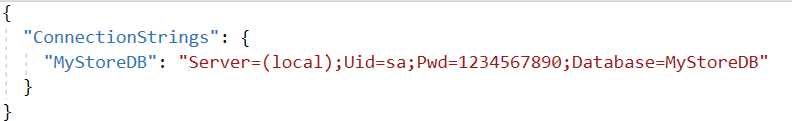 {
"ConnectionStrings": {
"MyStoreDB": "Server=(local);Uid=sa;Pwd=1234567890;Database=MyStoreDB"
}
}